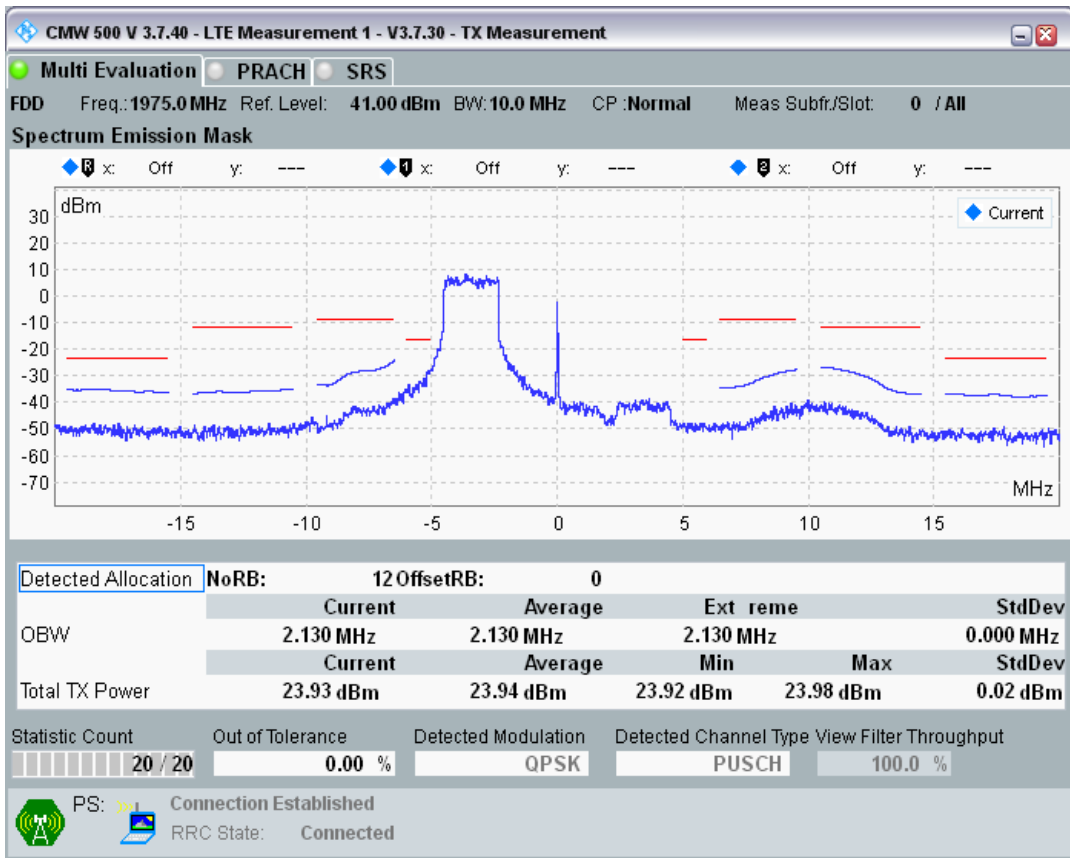 CMW 500 V 3.7.40 - LTE Measurement 1 - V3.7.30 - TX Measurement
Multi Evaluation PRACH SRS
FDD Freq.: 1975.0 MHz Ref. Level: 41.00 dBm BW: 10.0 MHz CP : Normal Meas Subfr./Slot: 0 / All
Spectrum Emission Mask
R x: Off y: --- 1 x: Off y: --- 2 x: Off y: ---
dBm
Current
30
20
10
0
-10
-20
-30
-40
-50
-60
-70
MHz
-15 -10 -5 0 5 10 15
Detected Allocation NoRB: 12 OffsetRB: 0
Current Average Ext reme StdDev
OBW 2.130 MHz 2.130 MHz 2.130 MHz 0.000 MHz
Current Average Min Max StdDev
Total TX Power 23.93 dBm 23.94 dBm 23.92 dBm 23.98 dBm 0.02 dBm
Statistic Count Out of Tolerance Detected Modulation Detected Channel Type View Filter Throughput
20 / 20 0.00 % QPSK PUSCH 100.0 %
PS: Connection Established
RRC State: Connected